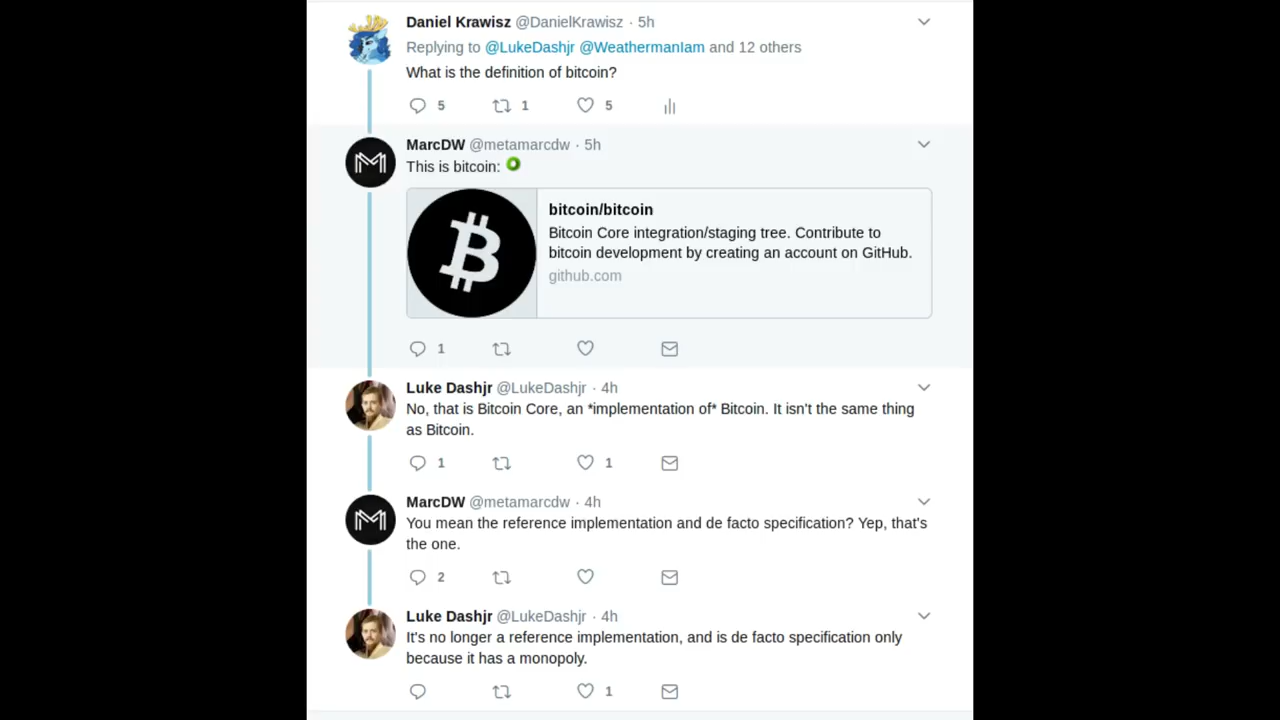 Daniel Krawisz @DanielKrawisz · 5h
Replying to @LukeDashjr @WeathermanIam and 12 others
What is the definition of bitcoin?
5 1 5
MarcDW @metamarcdw · 5h
This is bitcoin:
bitcoin/bitcoin
Bitcoin Core integration/staging tree. Contribute to
bitcoin development by creating an account on GitHub.
github.com
1
Luke Dashjr @LukeDashjr · 4h
No, that is Bitcoin Core, an *implementation of* Bitcoin. It isn't the same thing
as Bitcoin.
1 1
MarcDW @metamarcdw · 4h
You mean the reference implementation and de facto specification? Yep, that's
the one.
2
Luke Dashjr @LukeDashjr · 4h
It's no longer a reference implementation, and is de facto specification only
because it has a monopoly.
1